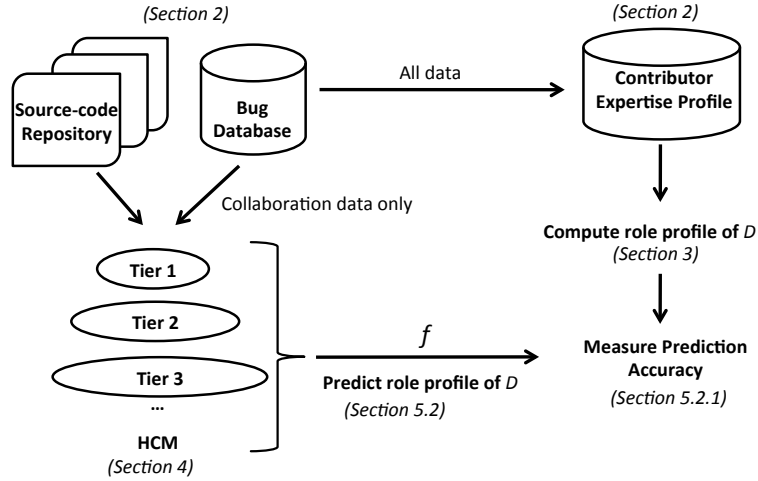 (Section 2)
(Section 2)
Source-code
Repository
Bug
Database
All data
Contributor
Expertise Profile
Collaboration data only
Compute role profile of D
(Section 3)
Tier 1
Tier 2
Tier 3
...
HCM
(Section 4)
f
Predict role profile of D
(Section 5.2)
Measure Prediction
Accuracy
(Section 5.2.1)